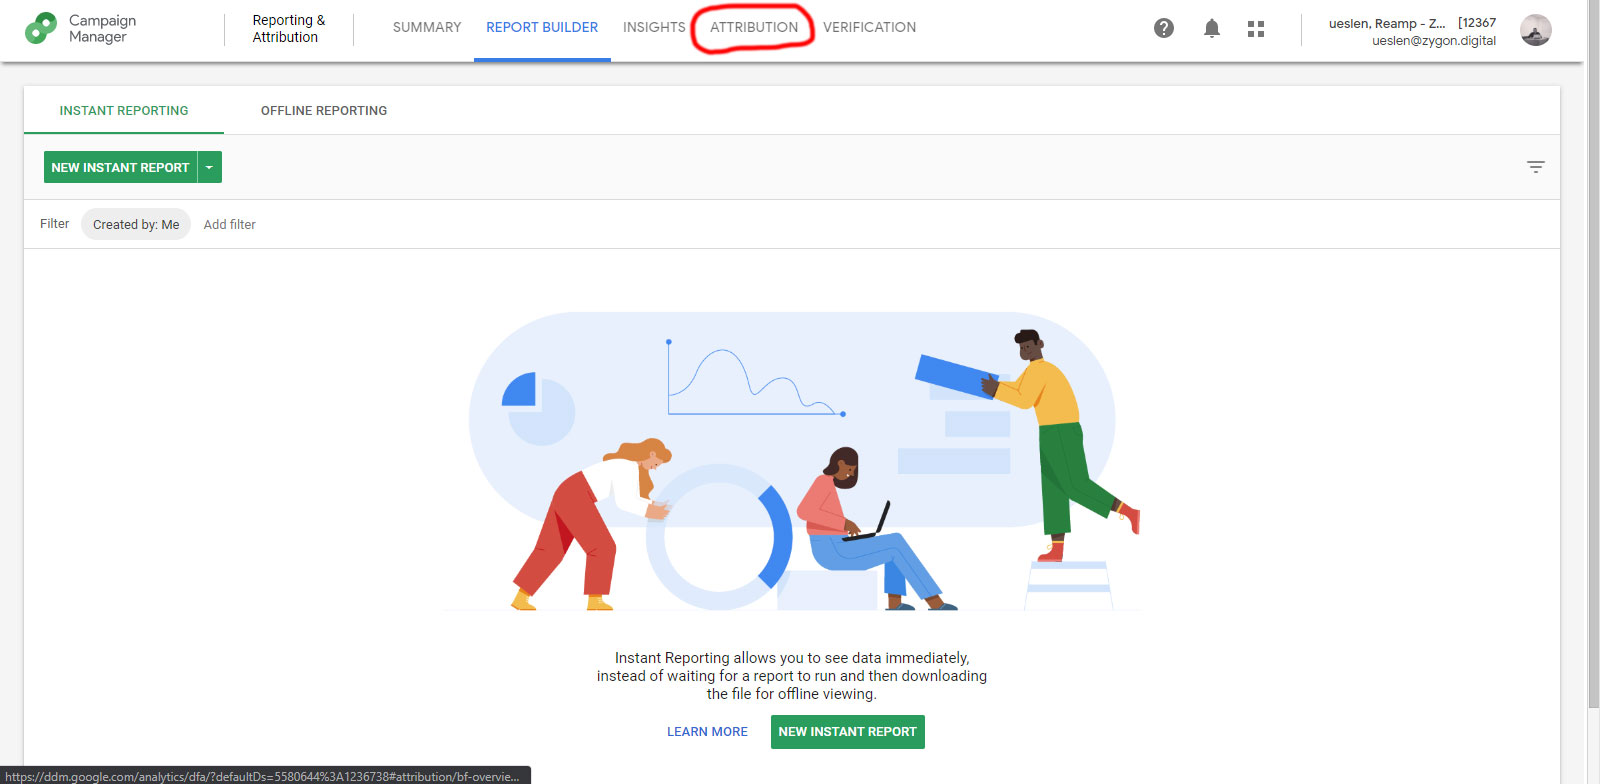 Campaign
Manager
Reporting &
Attribution
SUMMARY
REPORT BUILDER
INSIGHTS
ATTRIBUTION
VERIFICATION
ueslen, Reamp - Z... [12367
ueslen@zygon.digital
INSTANT REPORTING
OFFLINE REPORTING
NEW INSTANT REPORT
Filter
Created by: Me
Add filter
Instant Reporting allows you to see data immediately,
instead of waiting for a report to run and then downloading
the file for offline viewing.
LEARN MORE
NEW INSTANT REPORT
https://ddm.google.com/analytics/dfa/?defaultDs=5580644%3A1236738#attribution/bf-overvie...